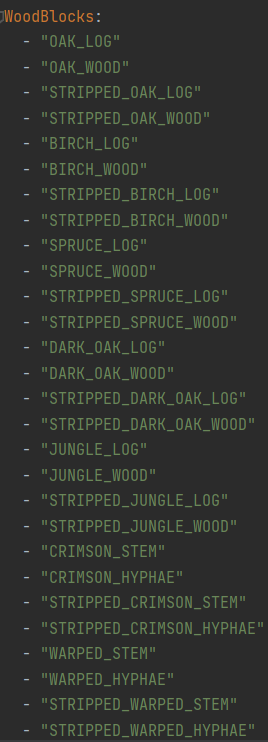 WoodBlocks:
- "OAK_LOG"
- "OAK_WOOD"
- "STRIPPED_OAK_LOG"
- "STRIPPED_OAK_WOOD"
- "BIRCH_LOG"
- "BIRCH_WOOD"
- "STRIPPED_BIRCH_LOG"
- "STRIPPED_BIRCH_WOOD"
- "SPRUCE_LOG"
- "SPRUCE_WOOD"
- "STRIPPED_SPRUCE_LOG"
- "STRIPPED_SPRUCE_WOOD"
- "DARK_OAK_LOG"
- "DARK_OAK_WOOD"
- "STRIPPED_DARK_OAK_LOG"
- "STRIPPED_DARK_OAK_WOOD"
- "JUNGLE_LOG"
- "JUNGLE_WOOD"
- "STRIPPED_JUNGLE_LOG"
- "STRIPPED_JUNGLE_WOOD"
- "CRIMSON_STEM"
- "CRIMSON_HYPHAE"
- "STRIPPED_CRIMSON_STEM"
- "STRIPPED_CRIMSON_HYPHAE"
- "WARPED_STEM"
- "WARPED_HYPHAE"
- "STRIPPED_WARPED_STEM"
- "STRIPPED_WARPED_HYPHAE"